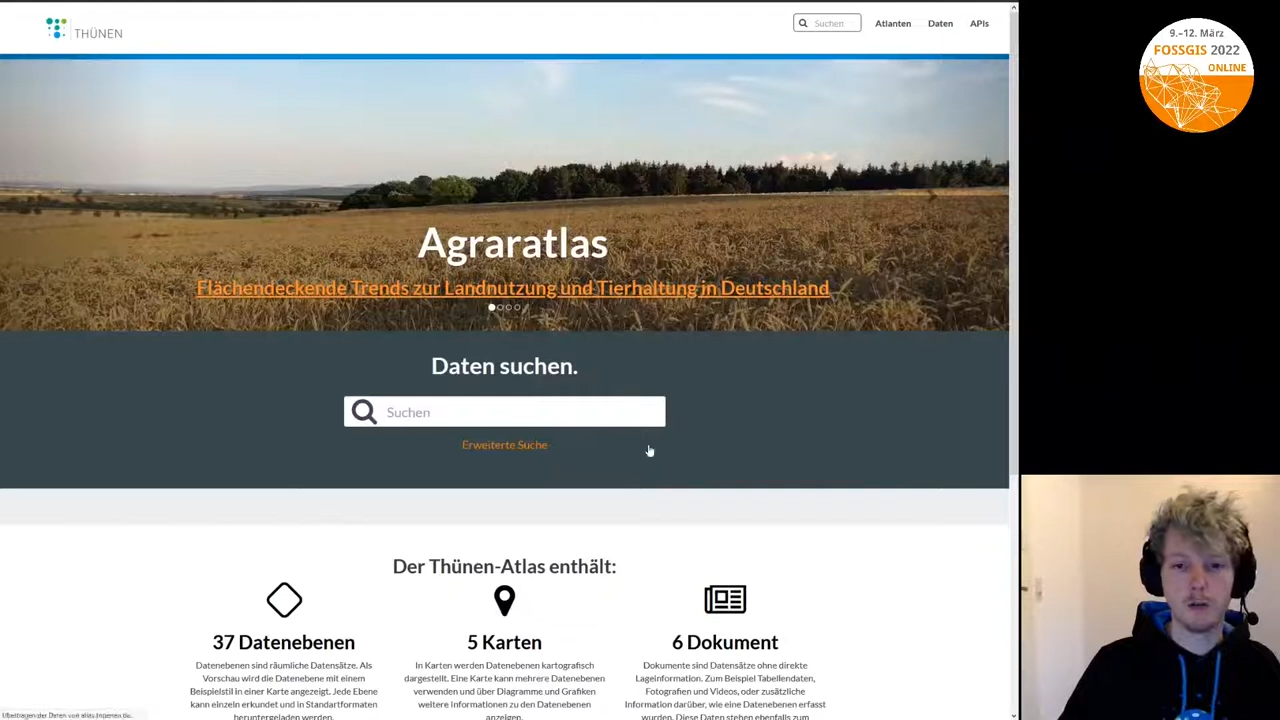 THÜNEN
Suchen
Atlanten
Daten
APIs
9.–12. März
FOSSGIS 2022
ONLINE
Agraratlas
Flächendeckende Trends zur Landnutzung und Tierhaltung in Deutschland
Daten suchen.
Suchen
Erweiterte Suche
Der Thünen-Atlas enthält:
37 Datenebenen
Datenebenen sind räumliche Datensätze. Als
Vorschau wird die Datenebene mit einem
Beispielstil in einer Karte angezeigt. Jede Ebene
kann einzeln erkundet und in Standartformaten
heruntergeladen werden.
5 Karten
In Karten werden Datenebenen kartografisch
dargestellt. Eine Karte kann mehrere Datenebenen
verwenden und über Diagramme und Grafiken
weitere Informationen zu den Datenebenen
anzeigen.
6 Dokument
Dokumente sind Datensätze ohne direkte
Lageinformation. Zum Beispiel Tabellendaten,
Fotografien und Videos, oder zusätzliche
Information darüber, wie eine Datenebenen erfasst
wurden. Diese Daten stehen ebenfalls zum